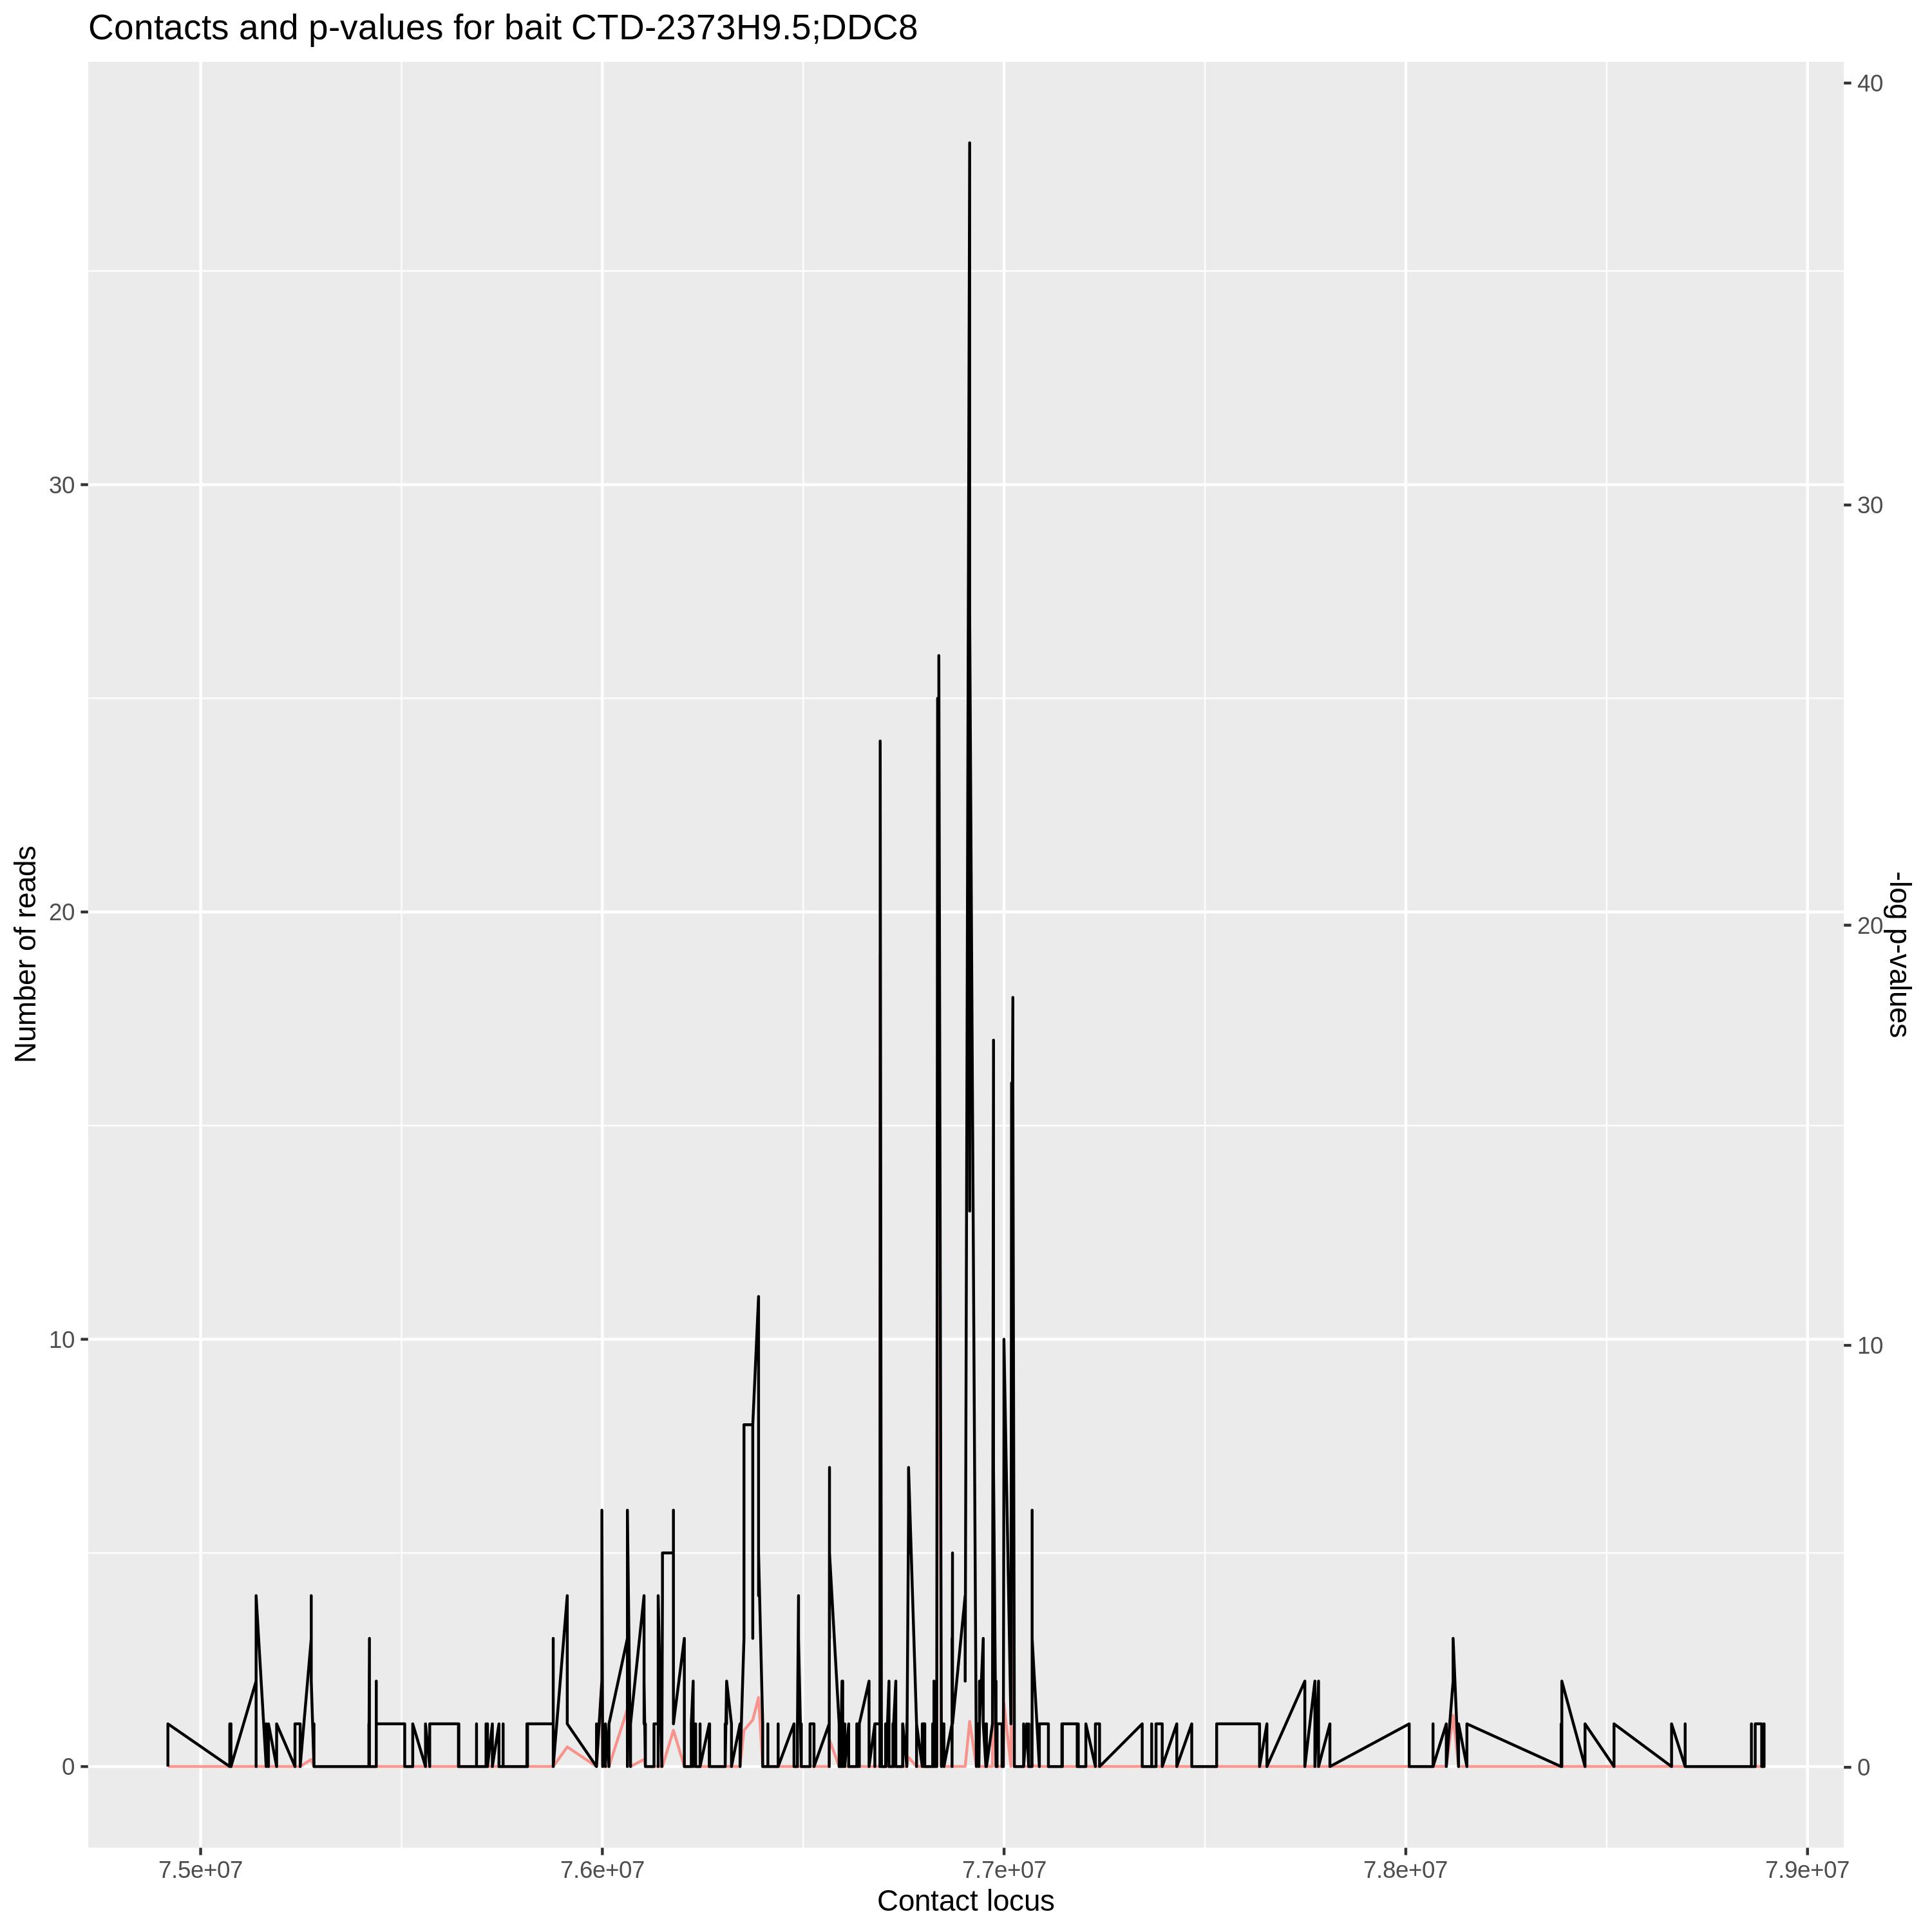 Contacts and p-values for bait CTD-2373H9.5;DDC8
40
30
30
Number of reads
20
20
-log p-values
10
10
0
0
7.5e+07 7.6e+07 7.7e+07 7.8e+07 7.9e+07
Contact locus